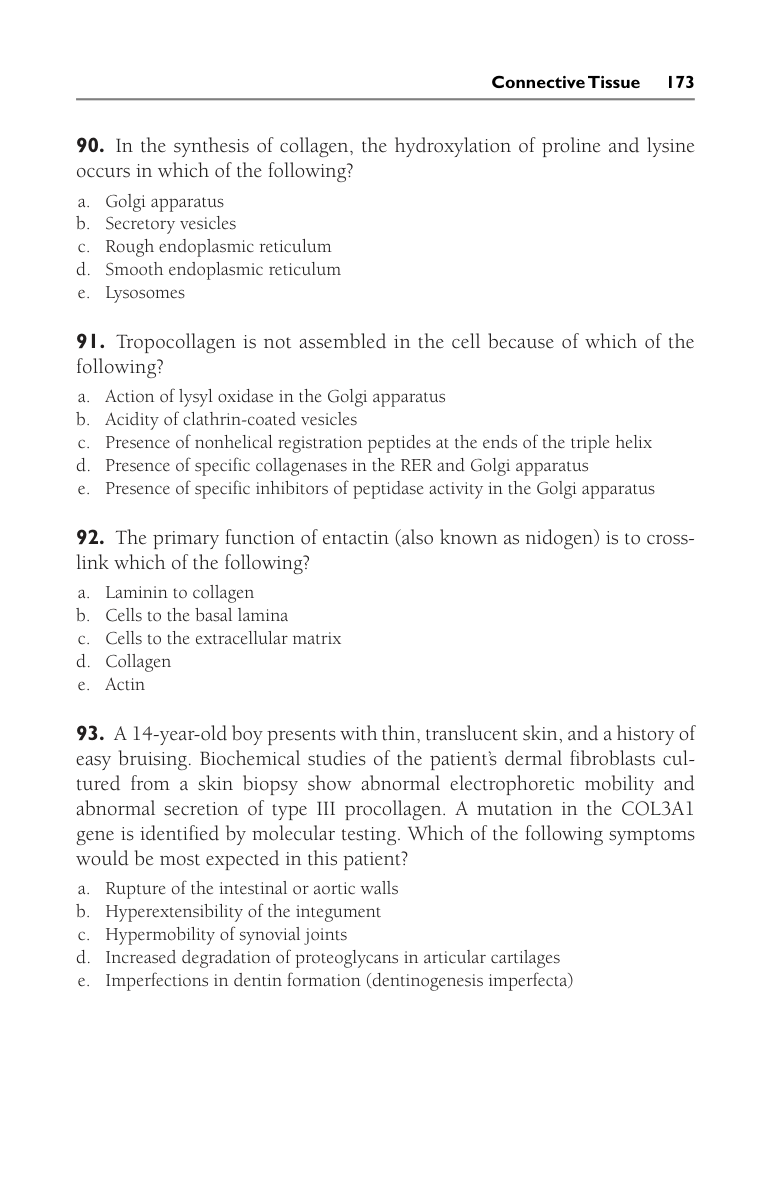 Connective Tissue 173
90. In the synthesis of collagen, the hydroxylation of proline and lysine
occurs in which of the following?
a. Golgi apparatus
b. Secretory vesicles
c. Rough endoplasmic reticulum
d. Smooth endoplasmic reticulum
e. Lysosomes
91. Tropocollagen is not assembled in the cell because of which of the
following?
a. Action of lysyl oxidase in the Golgi apparatus
b. Acidity of clathrin-coated vesicles
c. Presence of nonhelical registration peptides at the ends of the triple helix
d. Presence of specific collagenases in the RER and Golgi apparatus
e. Presence of specific inhibitors of peptidase activity in the Golgi apparatus
92. The primary function of entactin (also known as nidogen) is to cross-
link which of the following?
a. Laminin to collagen
b. Cells to the basal lamina
c. Cells to the extracellular matrix
d. Collagen
e. Actin
93. A 14-year-old boy presents with thin, translucent skin, and a history of
easy bruising. Biochemical studies of the patient’s dermal fibroblasts cul-
tured from a skin biopsy show abnormal electrophoretic mobility and
abnormal secretion of type III procollagen. A mutation in the COL3A1
gene is identified by molecular testing. Which of the following symptoms
would be most expected in this patient?
a. Rupture of the intestinal or aortic walls
b. Hyperextensibility of the integument
c. Hypermobility of synovial joints
d. Increased degradation of proteoglycans in articular cartilages
e. Imperfections in dentin formation (dentinogenesis imperfecta)